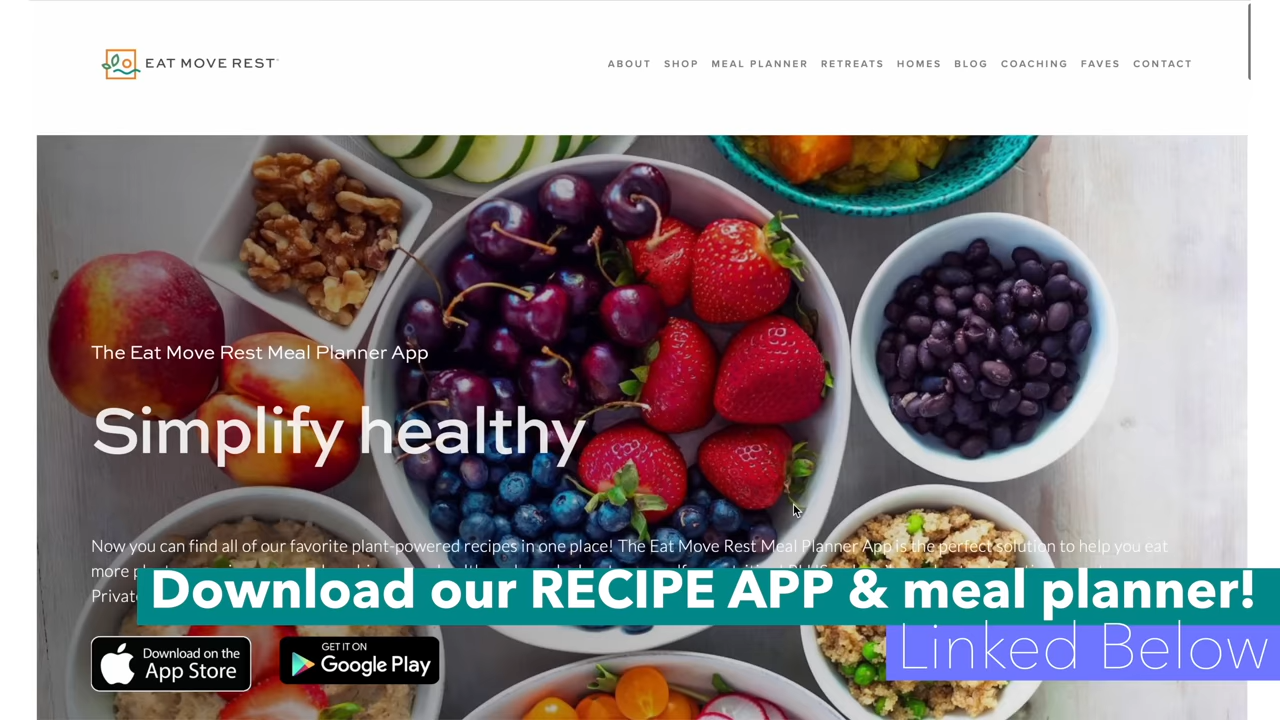 EAT MOVE REST
ABOUT SHOP MEAL PLANNER RETREATS HOMES BLOG COACHING FAVES CONTACT
The Eat Move Rest Meal Planner App
Simplify healthy
Now you can find all of our favorite plant-powered recipes in one place! The Eat Move Rest Meal Planner App is the perfect solution to help you eat
more
Private
Download our RECIPE APP & meal planner!
Linked Below
Download on the
App Store
GET IT ON
Google Play